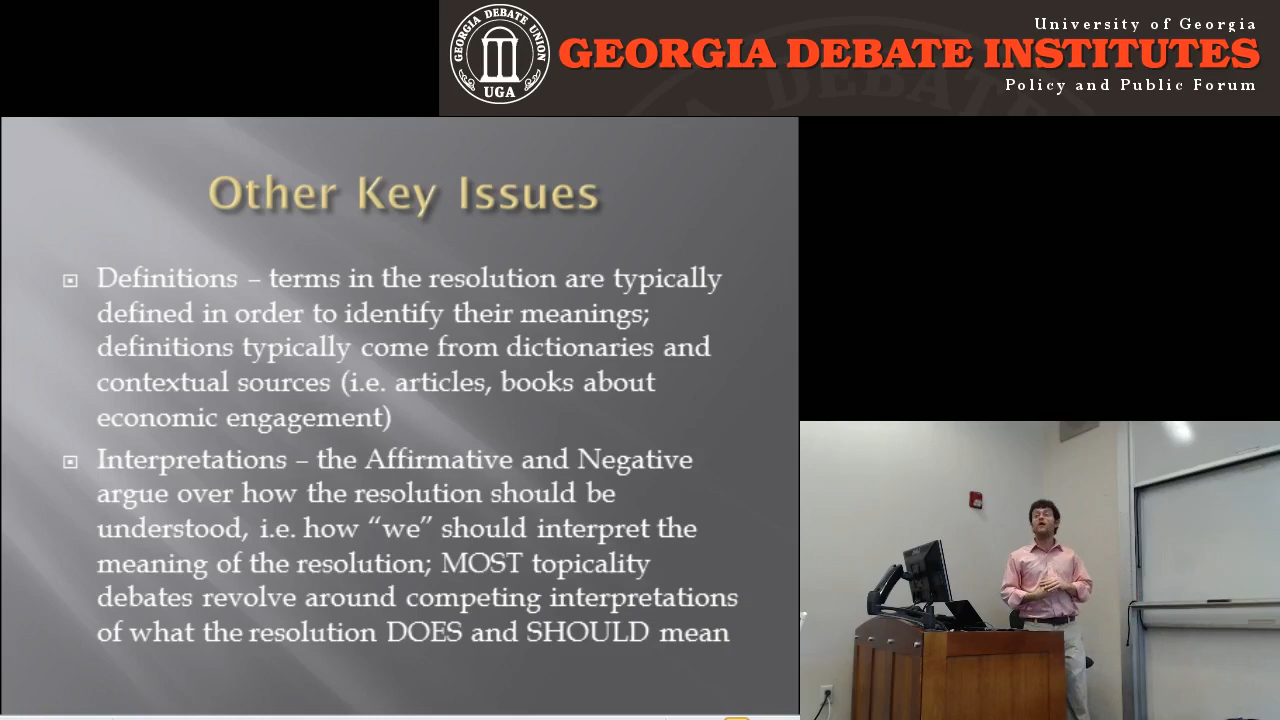 University of Georgia
GEORGIA DEBATE INSTITUTES
Policy and Public Forum
GEORGIA DEBATE UNION
UGA
Other Key Issues
Definitions – terms in the resolution are typically
defined in order to identify their meanings;
definitions typically come from dictionaries and
contextual sources (i.e. articles, books about
economic engagement)
Interpretations – the Affirmative and Negative
argue over how the resolution should be
understood, i.e. how “we” should interpret the
meaning of the resolution; MOST topicality
debates revolve around competing interpretations
of what the resolution DOES and SHOULD mean